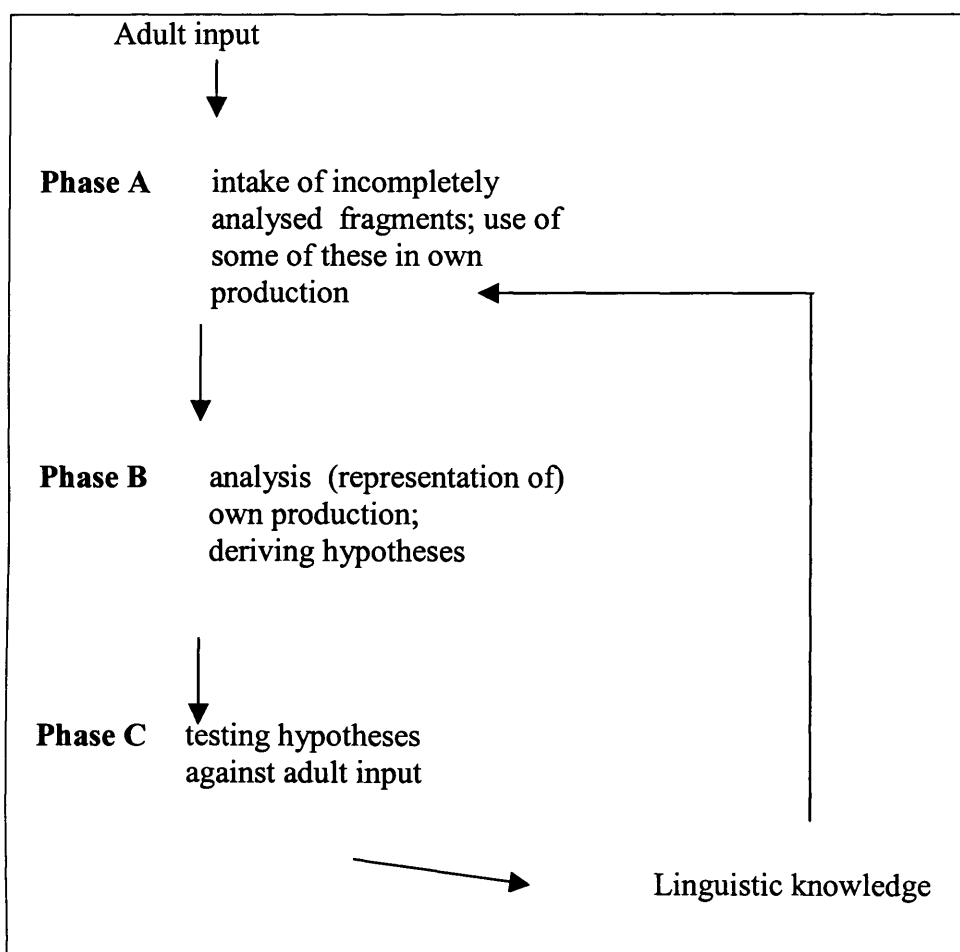 Adult input
Phase A intake of incompletely
analysed fragments; use of
some of these in own
production
Phase B analysis (representation of)
own production;
deriving hypotheses
Phase C testing hypotheses
against adult input
Linguistic knowledge